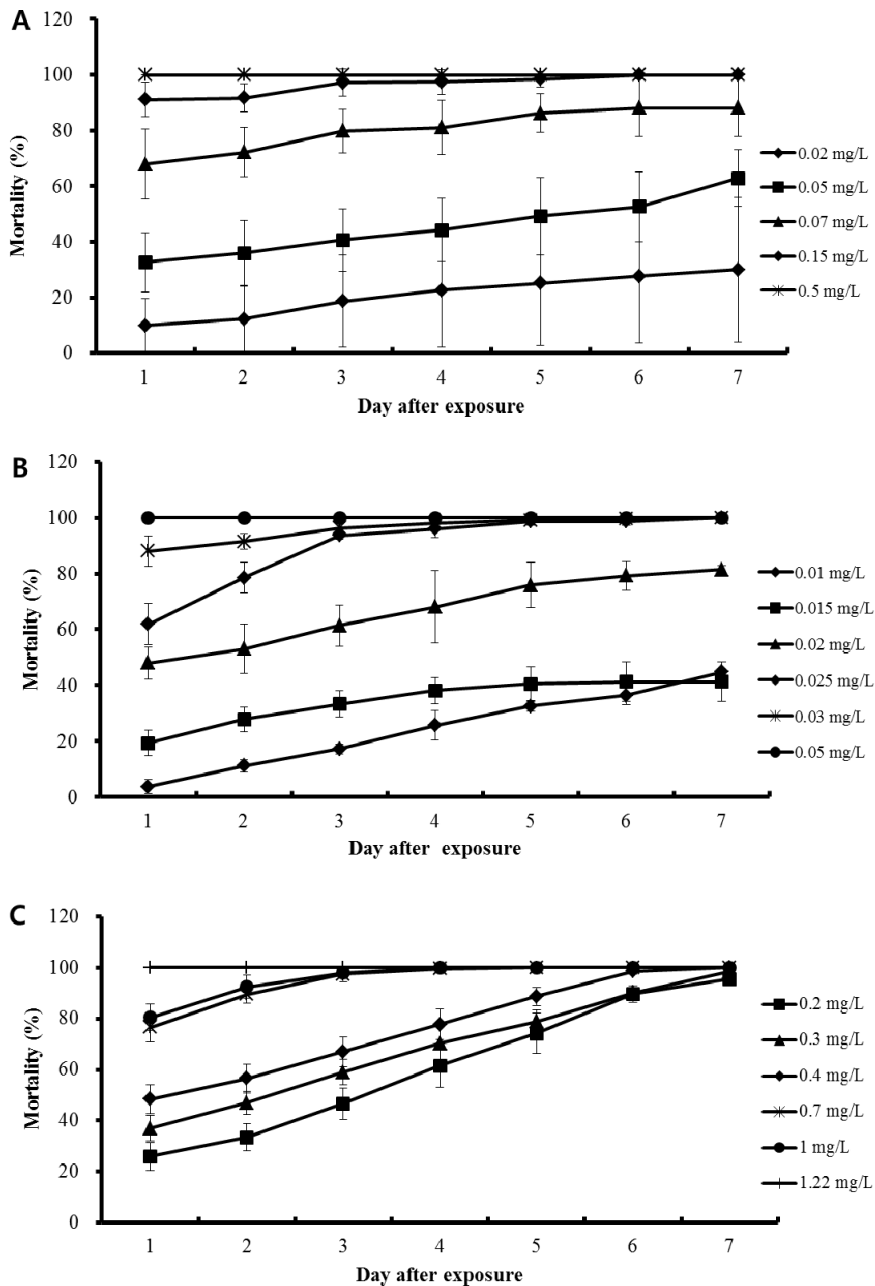 A
120
100
80
60
40
20
0
Mortality (%)
1 2 3 4 5 6 7
Day after exposure
0.02 mg/L
0.05 mg/L
0.07 mg/L
0.15 mg/L
0.5 mg/L
B
120
100
80
60
40
20
0
Mortality (%)
1 2 3 4 5 6 7
Day after exposure
0.01 mg/L
0.015 mg/L
0.02 mg/L
0.025 mg/L
0.03 mg/L
0.05 mg/L
C
120
100
80
60
40
20
0
Mortality (%)
1 2 3 4 5 6 7
Day after exposure
0.2 mg/L
0.3 mg/L
0.4 mg/L
0.7 mg/L
1 mg/L
1.22 mg/L